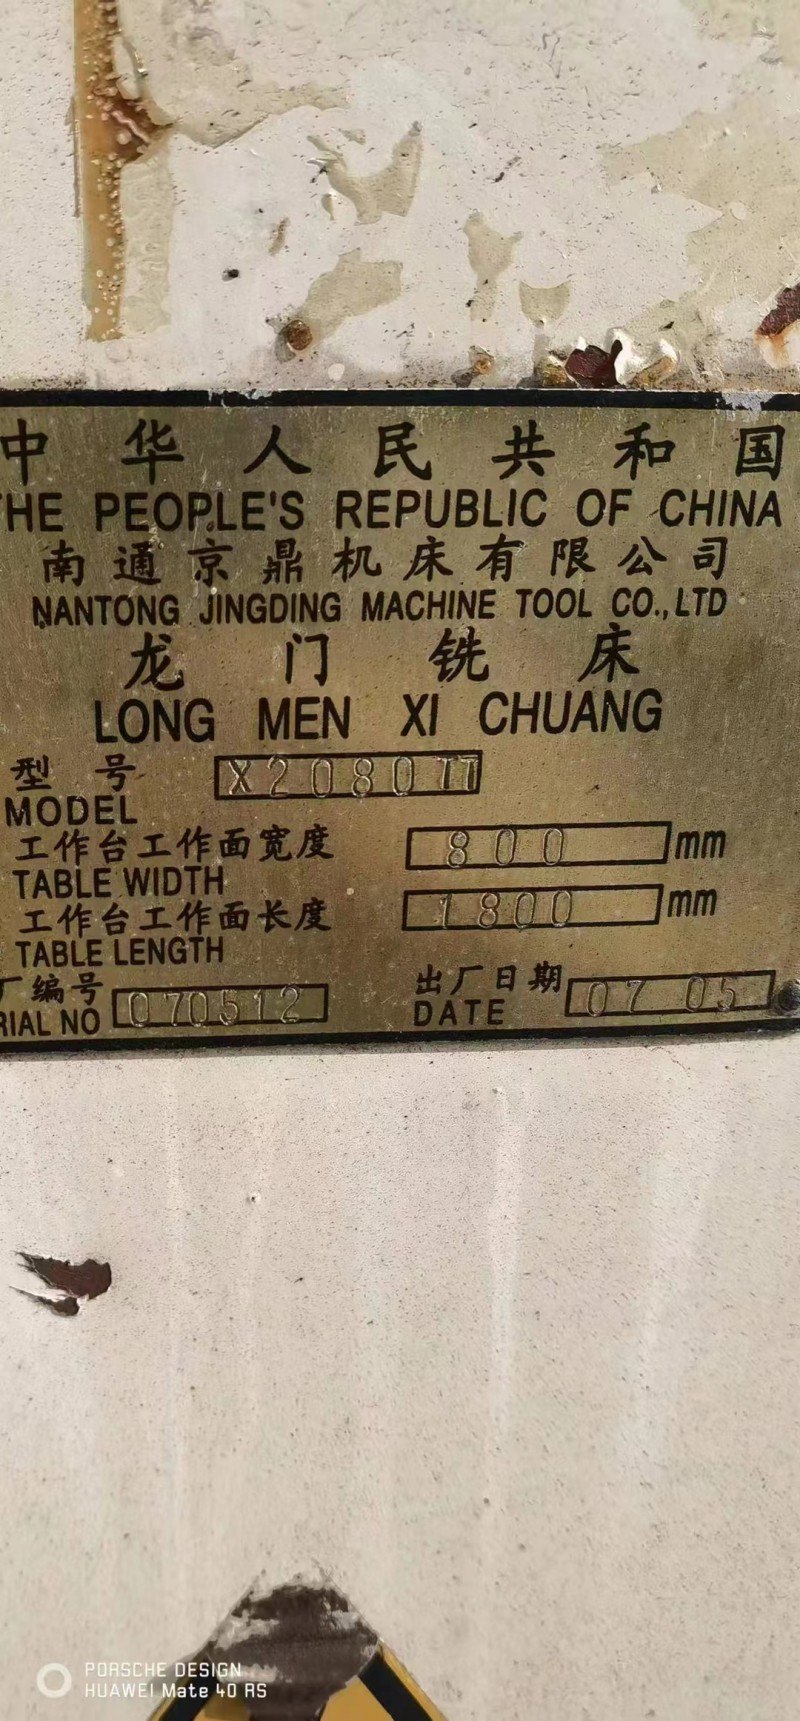 中华人民共和国
THE PEOPLE'S REPUBLIC OF CHINA
南通京鼎机床有限公司
NANTONG JINGDING MACHINE TOOL CO.,LTD
龙门铣床
LONG MEN XI CHUANG
型号 X2080
MODEL
工作台工作面宽度 800 mm
TABLE WIDTH
工作台工作面长度 1800 mm
TABLE LENGTH
厂编号 070512 出厂日期 07 05
RIAL NO DATE
PORSCHE DESIGN
HUAWEI Mate 40 RS